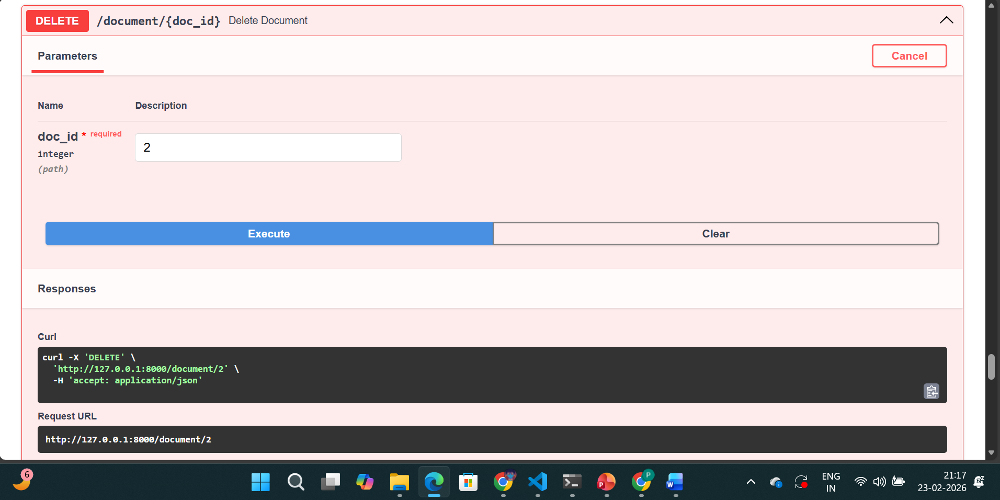 DELETE /document/{doc_id} Delete Document
Parameters
Cancel
Name Description
doc_id * required
integer
(path)
2
Execute
Clear
Responses
Curl
curl -X 'DELETE' \
'http://127.0.0.1:8000/document/2' \
-H 'accept: application/json'
Request URL
http://127.0.0.1:8000/document/2
6
P
P
W
ENG
IN
21:17
23-02-2026